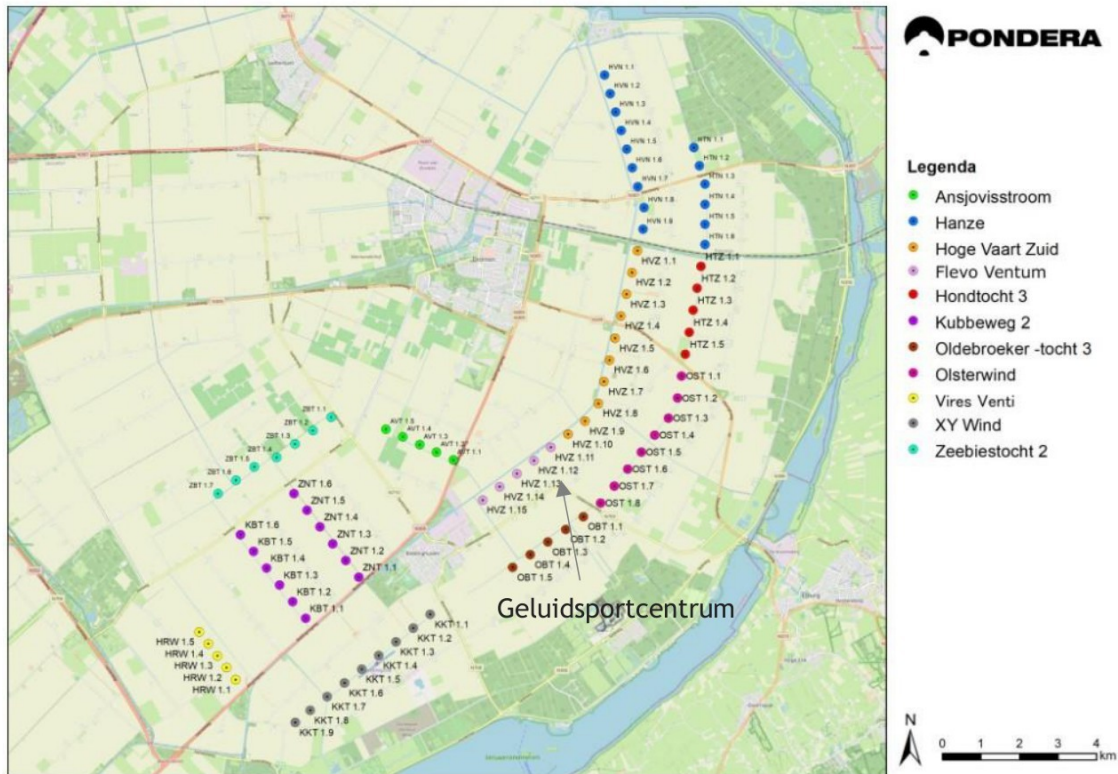 PONDERA
Legenda
Ansjovisstroom
Hanze
Hoge Vaart Zuid
Flevo Ventum
Hondtocht 3
Kubbeweg 2
Oldebroeker -tocht 3
Olsterwind
Vires Venti
XY Wind
Zeebiestocht 2
N
0 1 2 3 4
km
HVN 1.1
HVN 1.2
HVN 1.3
HVN 1.4
HVN 1.5
HVN 1.6
HVN 1.7
HVN 1.8
HVN 1.9
HTN 1.1
HTN 1.2
HTN 1.3
HTN 1.4
HTN 1.5
HTN 1.6
HVZ 1.1
HVZ 1.2
HVZ 1.3
HVZ 1.4
HVZ 1.5
HVZ 1.6
HVZ 1.7
HVZ 1.8
HVZ 1.9
HVZ 1.10
HVZ 1.11
HVZ 1.12
HVZ 1.13
HVZ 1.14
HVZ 1.15
HTZ 1.1
HTZ 1.2
HTZ 1.3
HTZ 1.4
HTZ 1.5
OST 1.1
OST 1.2
OST 1.3
OST 1.4
OST 1.5
OST 1.6
OST 1.7
OST 1.8
OBT 1.1
OBT 1.2
OBT 1.3
OBT 1.4
OBT 1.5
AVT 1.5
AVT 1.4
AVT 1.3
AVT 1.2
AVT 1.1
ZBT 1.1
ZBT 1.2
ZBT 1.3
ZBT 1.4
ZBT 1.5
ZBT 1.6
ZBT 1.7
ZNT 1.6
ZNT 1.5
ZNT 1.4
ZNT 1.3
ZNT 1.2
ZNT 1.1
KBT 1.6
KBT 1.5
KBT 1.4
KBT 1.3
KBT 1.2
KBT 1.1
HRW 1.5
HRW 1.4
HRW 1.3
HRW 1.2
HRW 1.1
KKT 1.1
KKT 1.2
KKT 1.3
KKT 1.4
KKT 1.5
KKT 1.6
KKT 1.7
KKT 1.8
KKT 1.9
Geluidsportcentrum
Dronten
Biddinghuizen
Elburg